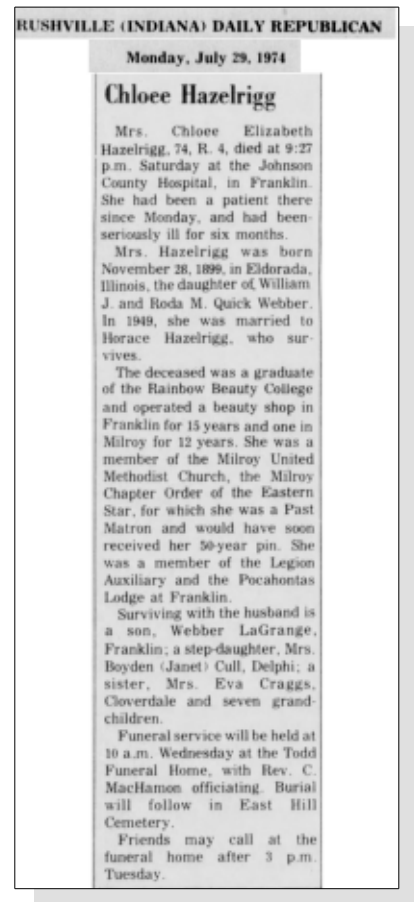 RUSHVILLE (INDIANA) DAILY REPUBLICAN
Monday, July 29, 1974
Chloee Hazelrigg
Mrs. Chloee Elizabeth
Hazelrigg, 74, R. 4, died at 9:27
p.m. Saturday at the Johnson
County Hospital, in Franklin.
She had been a patient there
since Monday, and had been
seriously ill for six months.
Mrs. Hazelrigg was born
November 28, 1899, in Eldorada,
Illinois, the daughter of William
J. and Roda M. Quick Webber.
In 1949, she was married to
Horace Hazelrigg, who sur-
vives.
The deceased was a graduate
of the Rainbow Beauty College
and operated a beauty shop in
Franklin for 15 years and one in
Milroy for 12 years. She was a
member of the Milroy United
Methodist Church, the Milroy
Chapter Order of the Eastern
Star, for which she was a Past
Matron and would have soon
received her 50-year pin. She
was a member of the Legion
Auxiliary and the Pocahontas
Lodge at Franklin.
Surviving with the husband is
a son, Webber LaGrange,
Franklin; a step-daughter, Mrs.
Boyden (Janet) Cull, Delphi; a
sister, Mrs. Eva Craggs,
Cloverdale and seven grand-
children.
Funeral service will be held at
10 a.m. Wednesday at the Todd
Funeral Home, with Rev. C.
MacHamon officiating. Burial
will follow in East Hill
Cemetery.
Friends may call at the
funeral home after 3 p.m.
Tuesday.